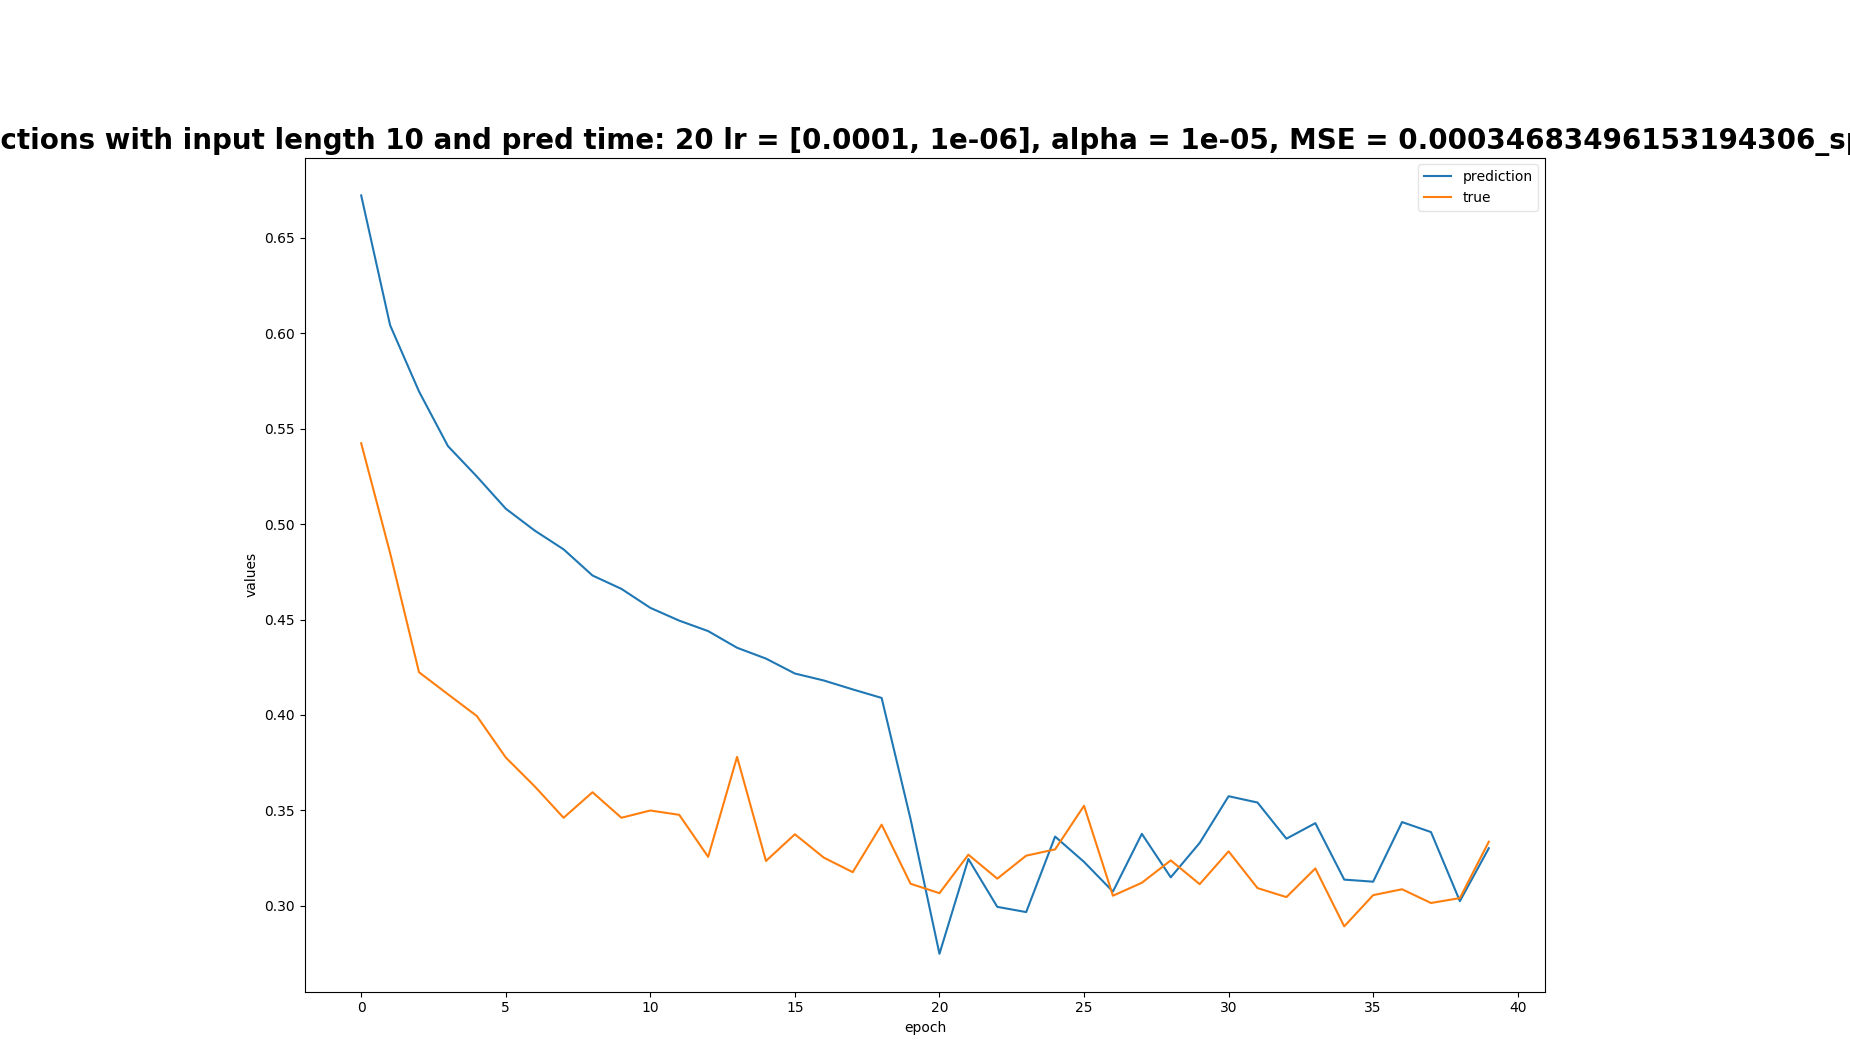 ctions with input length 10 and pred time: 20 lr = [0.0001, 1e-06], alpha = 1e-05, MSE = 0.00034683496153194306_sp
prediction
true
0.65
0.60
0.55
0.50
0.45
0.40
0.35
0.30
values
0 5 10 15 20 25 30 35 40
epoch